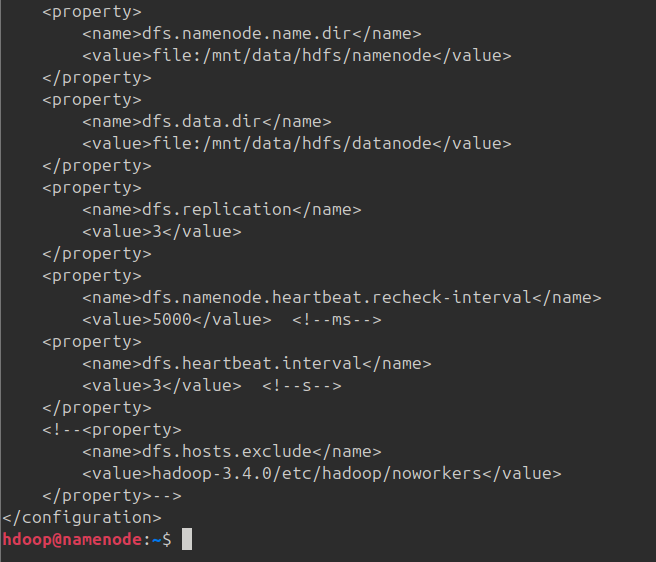 <property>
<name>dfs.namenode.name.dir</name>
<value>file:/mnt/data/hdfs/namenode</value>
</property>
<property>
<name>dfs.data.dir</name>
<value>file:/mnt/data/hdfs/datanode</value>
</property>
<property>
<name>dfs.replication</name>
<value>3</value>
</property>
<property>
<name>dfs.namenode.heartbeat.recheck-interval</name>
<value>5000</value>  <!--ms-->
<property>
<name>dfs.heartbeat.interval</name>
<value>3</value>  <!--s-->
</property>
<!--<property>
<name>dfs.hosts.exclude</name>
<value>hadoop-3.4.0/etc/hadoop/noworkers</value>
</property>-->
</configuration>
hdoop@namenode:~$